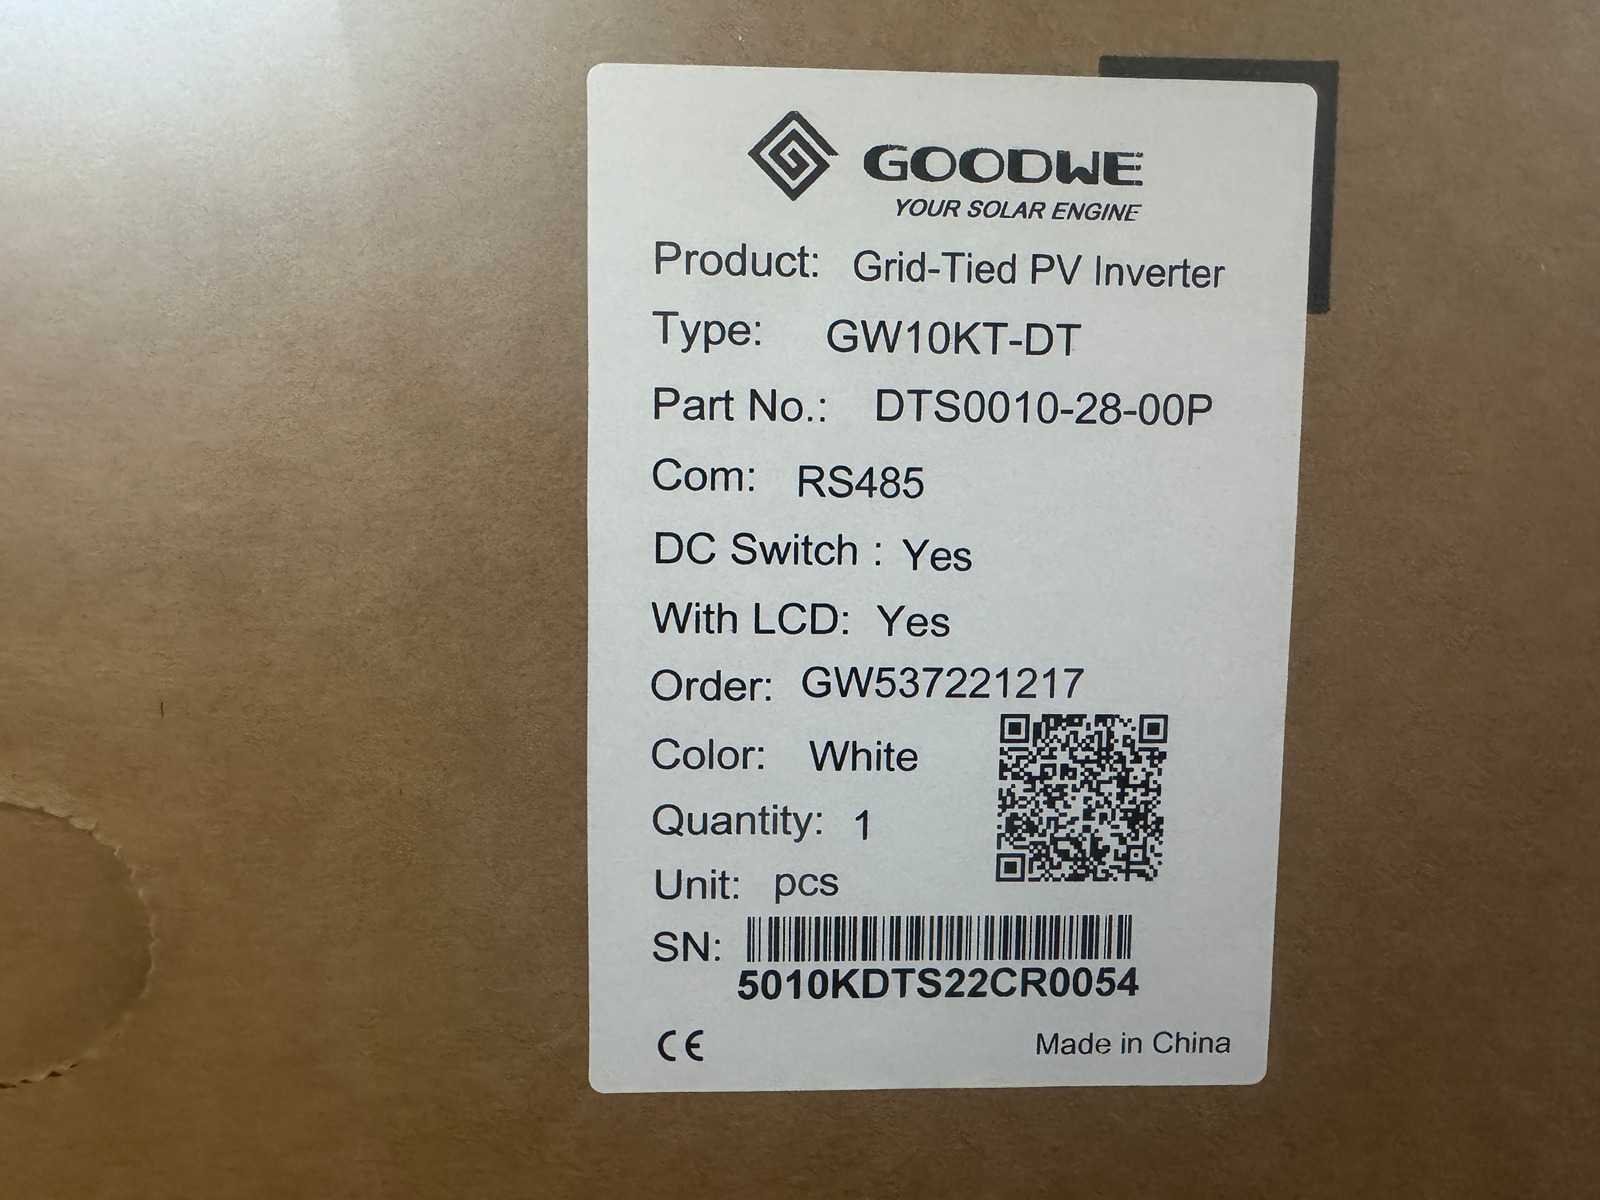 GOODWE
YOUR SOLAR ENGINE
Product: Grid-Tied PV Inverter
Type: GW10KT-DT
Part No.: DTS0010-28-00P
Com: RS485
DC Switch : Yes
With LCD: Yes
Order: GW537221217
Color: White
Quantity: 1
Unit: pcs
SN:
5010KDTS22CR0054
CE Made in China